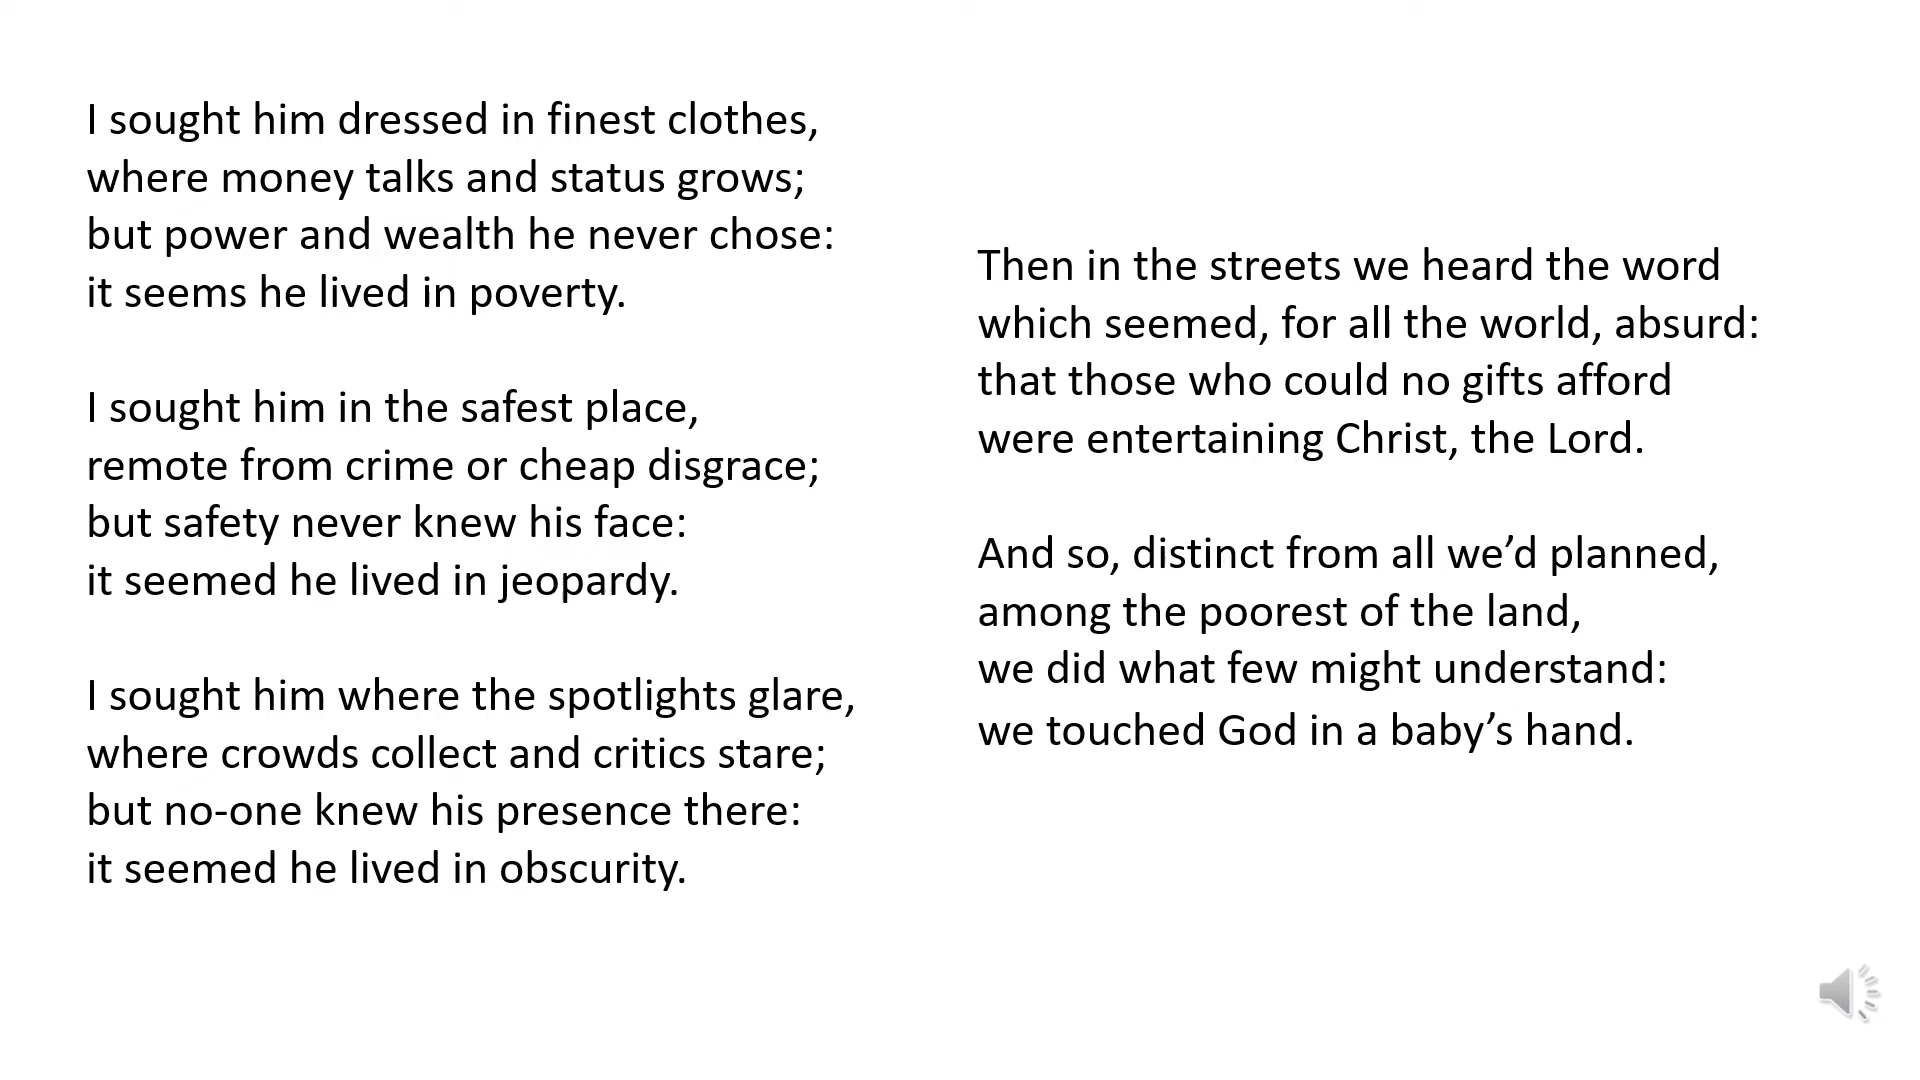 I sought him dressed in finest clothes,
where money talks and status grows;
but power and wealth he never chose:
it seems he lived in poverty.
I sought him in the safest place,
remote from crime or cheap disgrace;
but safety never knew his face:
it seemed he lived in jeopardy.
I sought him where the spotlights glare,
where crowds collect and critics stare;
but no-one knew his presence there:
it seemed he lived in obscurity.
Then in the streets we heard the word
which seemed, for all the world, absurd:
that those who could no gifts afford
were entertaining Christ, the Lord.
And so, distinct from all we’d planned,
among the poorest of the land,
we did what few might understand:
we touched God in a baby’s hand.